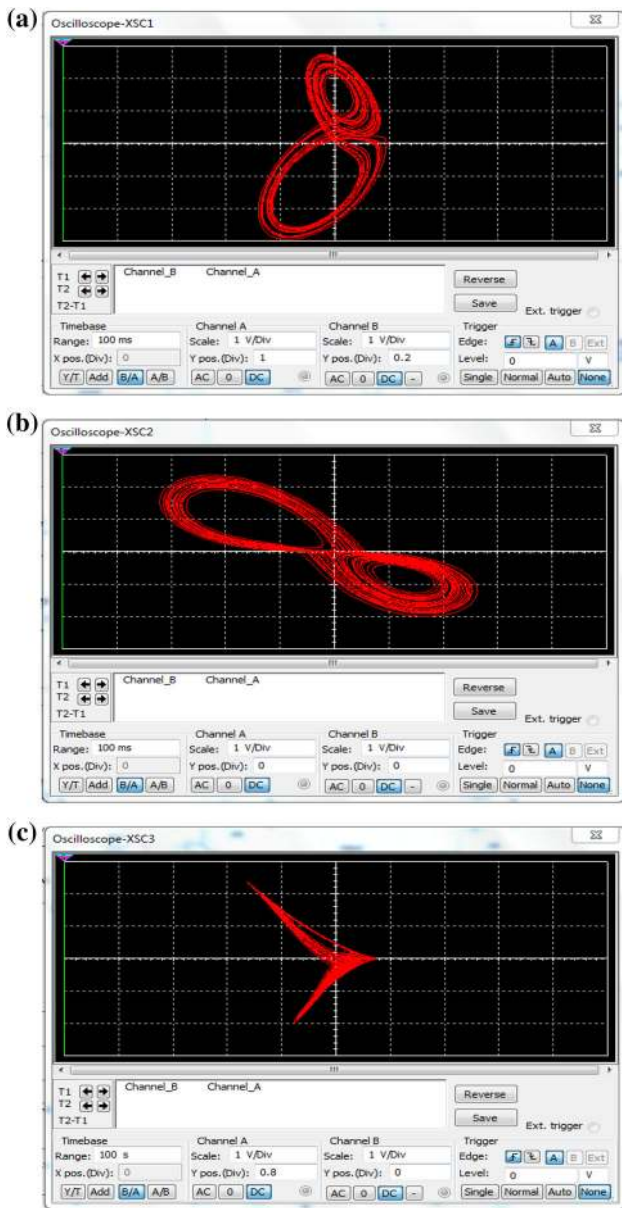 (a)
Oscilloscope-XSC1
T1 Channel_B Channel_A Reverse
T2
T2-T1 Save Ext. trigger
Timebase Channel A Channel B Trigger
Range: 100 ms Scale: 1 V/Div Scale: 1 V/Div Edge: A B Ext
X pos.(Div): 0 Y pos.(Div): 1 Y pos.(Div): 0.2 Level: 0 V
Y/T Add B/A A/B AC 0 DC AC 0 DC - Single Normal Auto None
(b)
Oscilloscope-XSC2
T1 Channel_B Channel_A Reverse
T2
T2-T1 Save Ext. trigger
Timebase Channel A Channel B Trigger
Range: 100 ms Scale: 1 V/Div Scale: 1 V/Div Edge: A B Ext
X pos.(Div): 0 Y pos.(Div): 0 Y pos.(Div): 0 Level: 0 V
Y/T Add B/A A/B AC 0 DC AC 0 DC - Single Normal Auto None
(c)
Oscilloscope-XSC3
T1 Channel_B Channel_A Reverse
T2
T2-T1 Save Ext. trigger
Timebase Channel A Channel B Trigger
Range: 100 s Scale: 1 V/Div Scale: 1 V/Div Edge: A B Ext
X pos.(Div): 0 Y pos.(Div): 0.8 Y pos.(Div): 0 Level: 0 V
Y/T Add B/A A/B AC 0 DC AC 0 DC - Single Normal Auto None